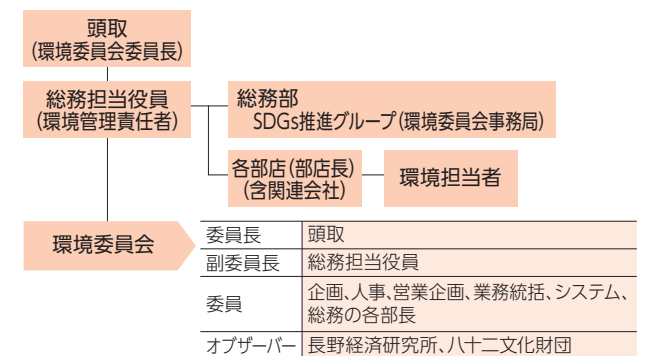 頭取
(環境委員会委員長)
総務担当役員
(環境管理責任者)
総務部
SDGs推進グループ(環境委員会事務局)
各部店(部店長)
(含関連会社)
環境担当者
環境委員会
委員長 頭取
副委員長 総務担当役員
委員 企画、人事、営業企画、業務統括、システム、
総務の各部長
オブザーバー 長野経済研究所、八十二文化財団